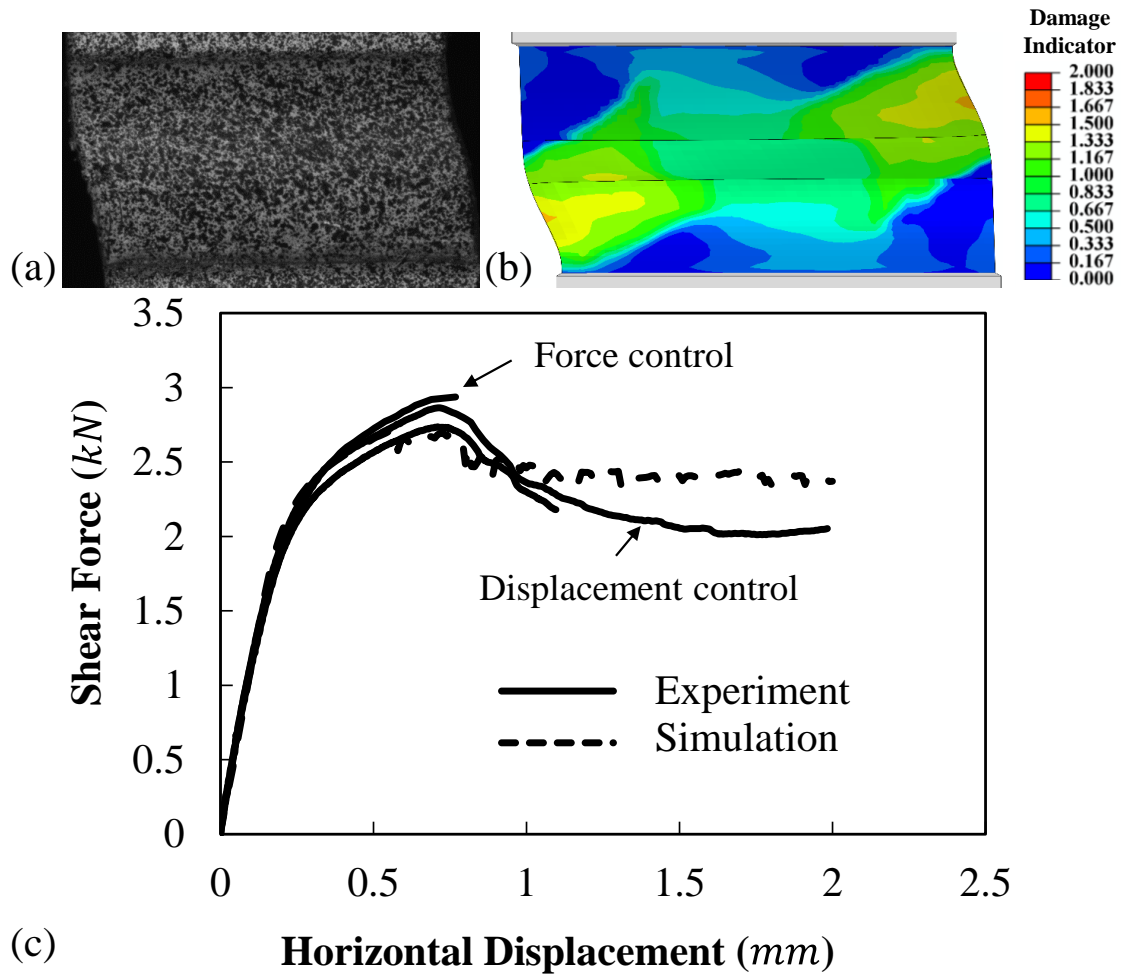 Damage
Indicator
2.000
1.833
1.667
1.500
1.333
1.167
1.000
0.833
0.667
0.500
0.333
0.167
0.000
(a)
(b)
3.5
3
2.5
2
1.5
1
0.5
0
Shear Force (kN)
Force control
Displacement control
Experiment
Simulation
0 0.5 1 1.5 2 2.5
(c)
Horizontal Displacement (mm)